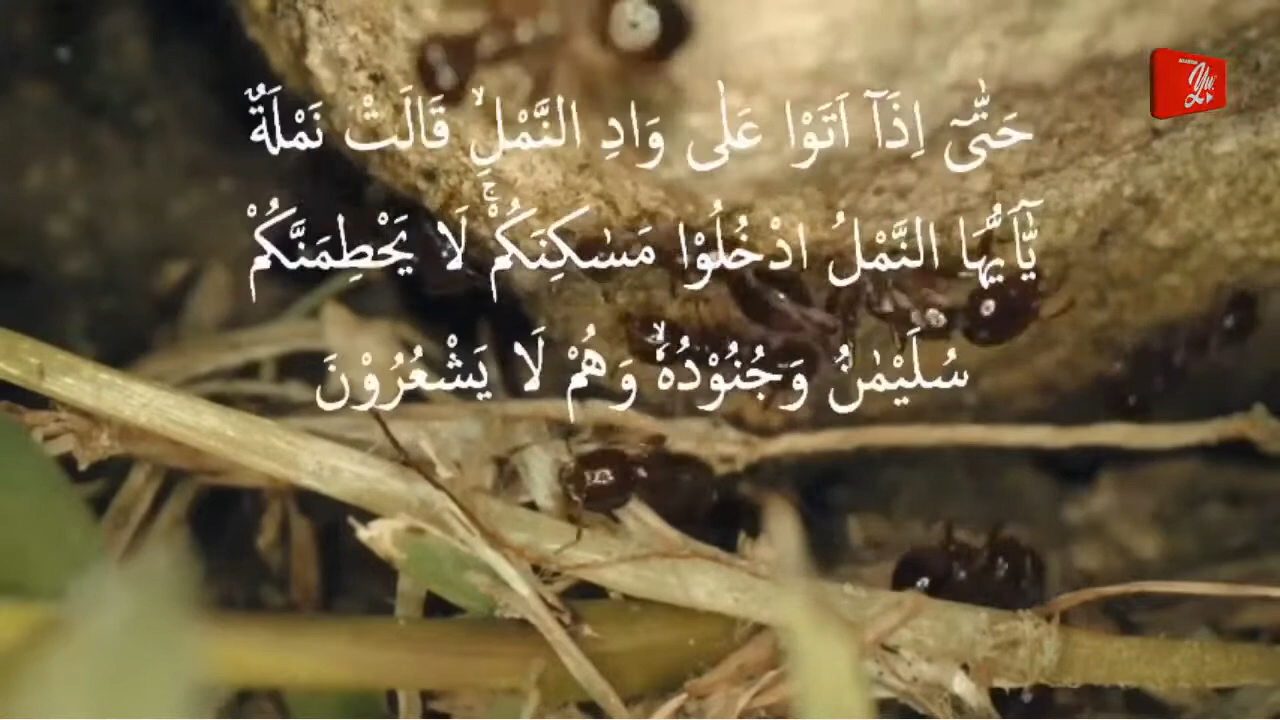 حَتّٰىٓ اِذَآ اَتَوْا عَلٰى وَادِ النَّمْلِۙ قَالَتْ نَمْلَةٌ
يّٰٓاَيُّهَا النَّمْلُ ادْخُلُوْا مَسٰكِنَكُمْۚ لَا يَحْطِمَنَّكُمْ
سُلَيْمٰنُ وَجُنُوْدُهٗۙ وَهُمْ لَا يَشْعُرُوْنَ